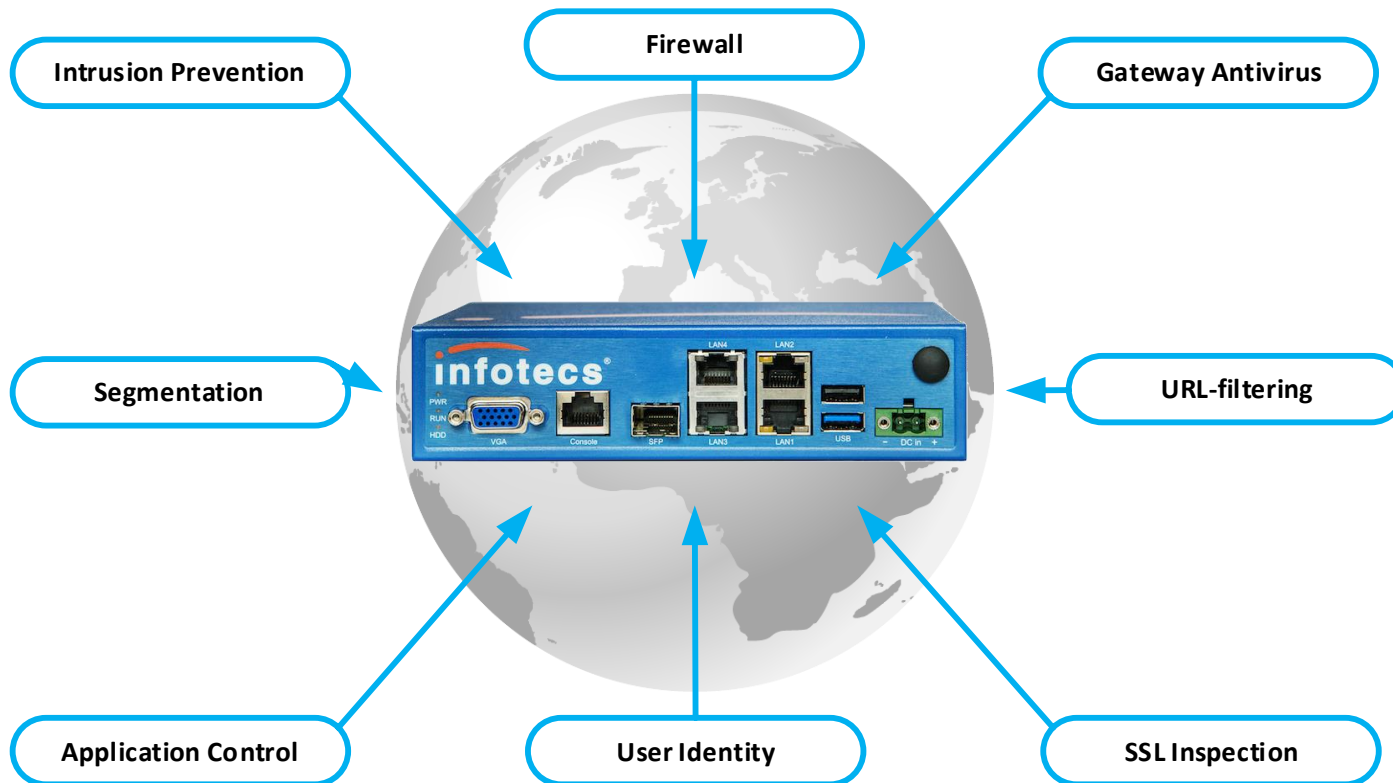 Firewall
Intrusion Prevention
Gateway Antivirus
LAN4
LAN2
infotecs®
Segmentation
URL-filtering
PWR
RUN
HDD
VGA
Console
SFP
LAN3
LAN1
USB
- DC in +
Application Control
User Identity
SSL Inspection